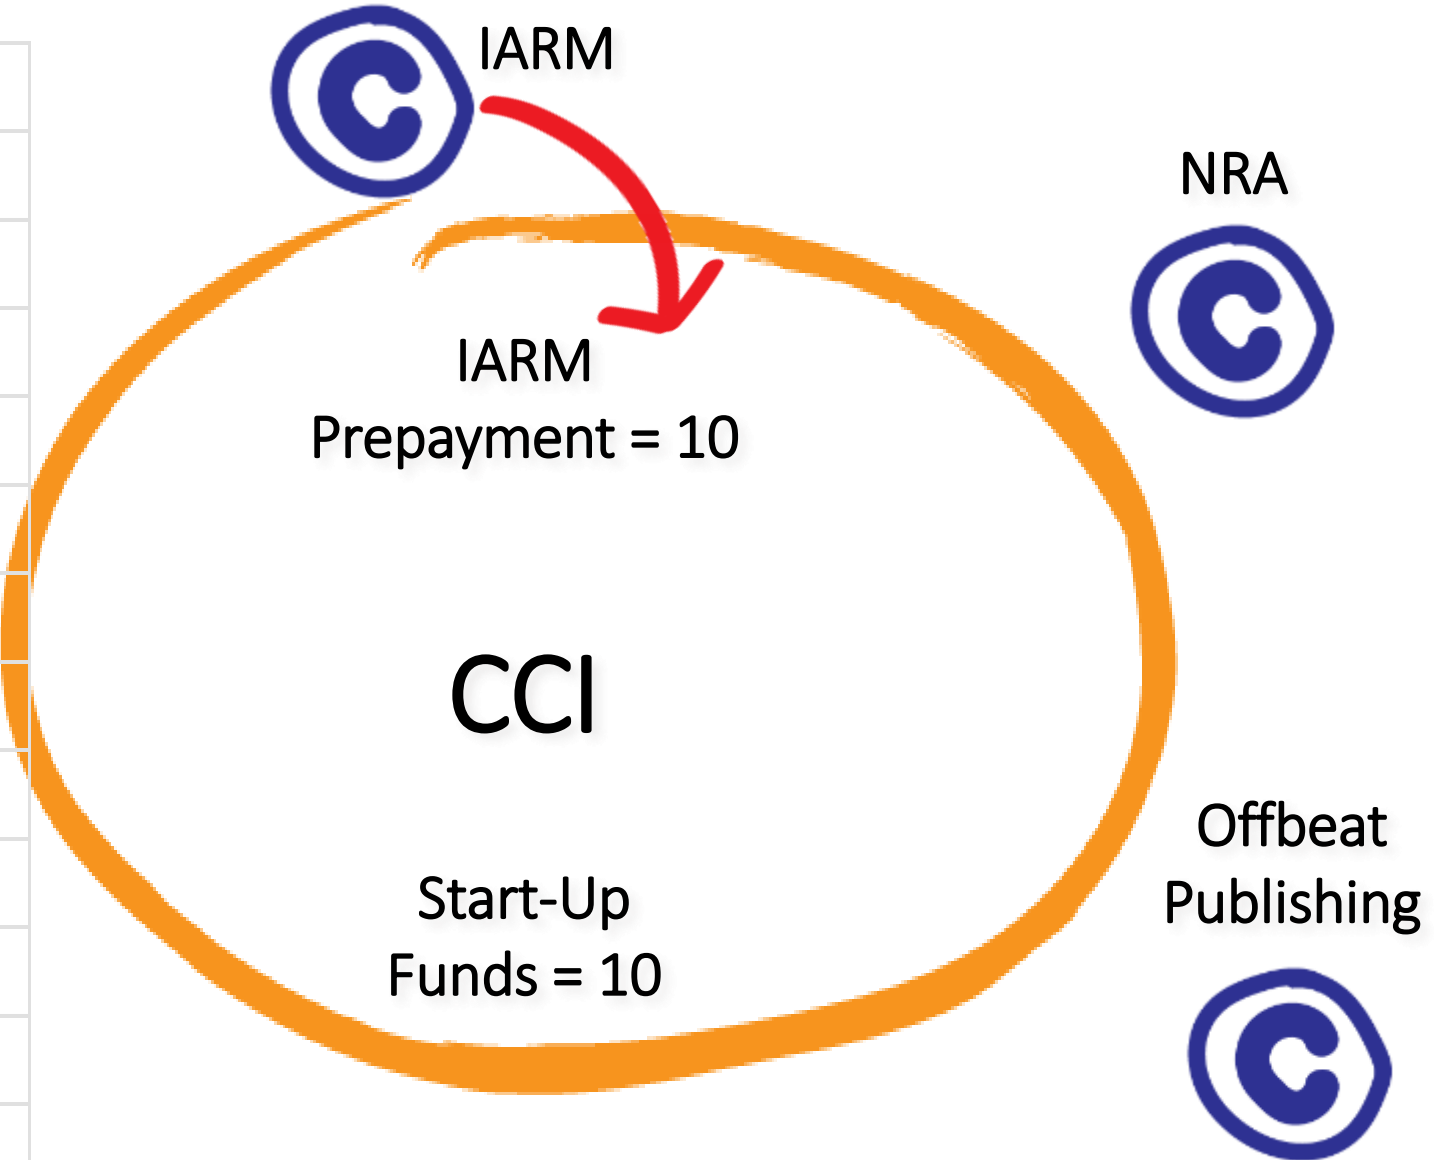 IARM
NRA
IARM
Prepayment = 10
CCI
Offbeat
Publishing
Start-Up
Funds = 10
C
C
C